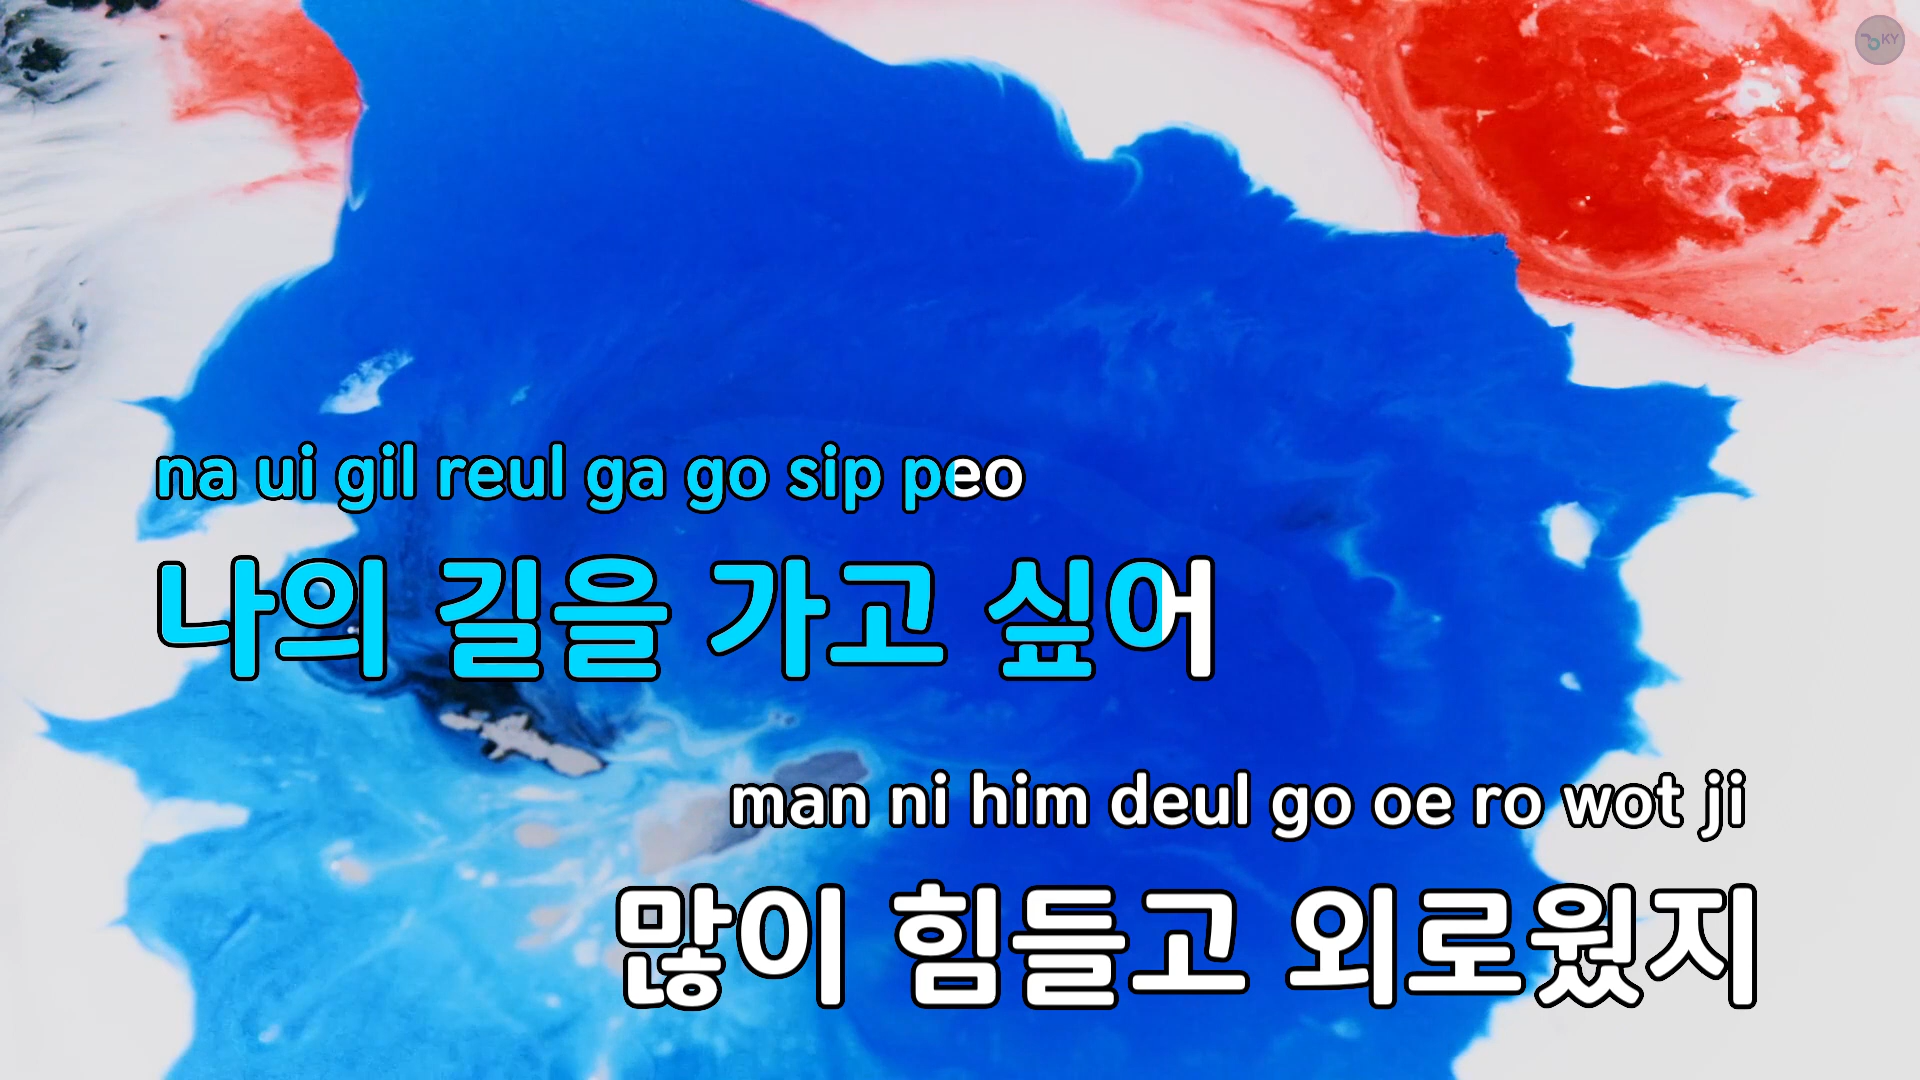 KY
na ui gil reul ga go sip peo
나의 길을 가고 싶어
man ni him deul go oe ro wot ji
많이 힘들고 외로웠지